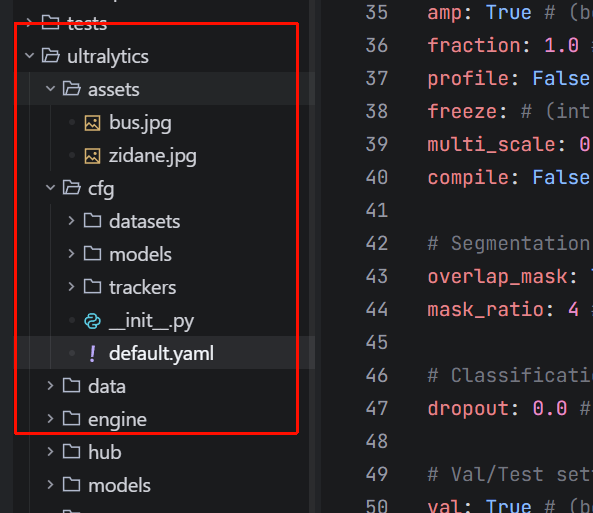 tests
ultralytics
assets
bus.jpg
zidane.jpg
cfg
datasets
models
trackers
__init__.py
! default.yaml
data
engine
hub
models
35 amp: True # (bo
36 fraction: 1.0 #
37 profile: False
38 freeze: # (int
39 multi_scale: 0
40 compile: False
41
42 # Segmentation
43 overlap_mask:
44 mask_ratio: 4
45
46 # Classificatio
47 dropout: 0.0 #
48
49 # Val/Test sett
50 val: True # (bo